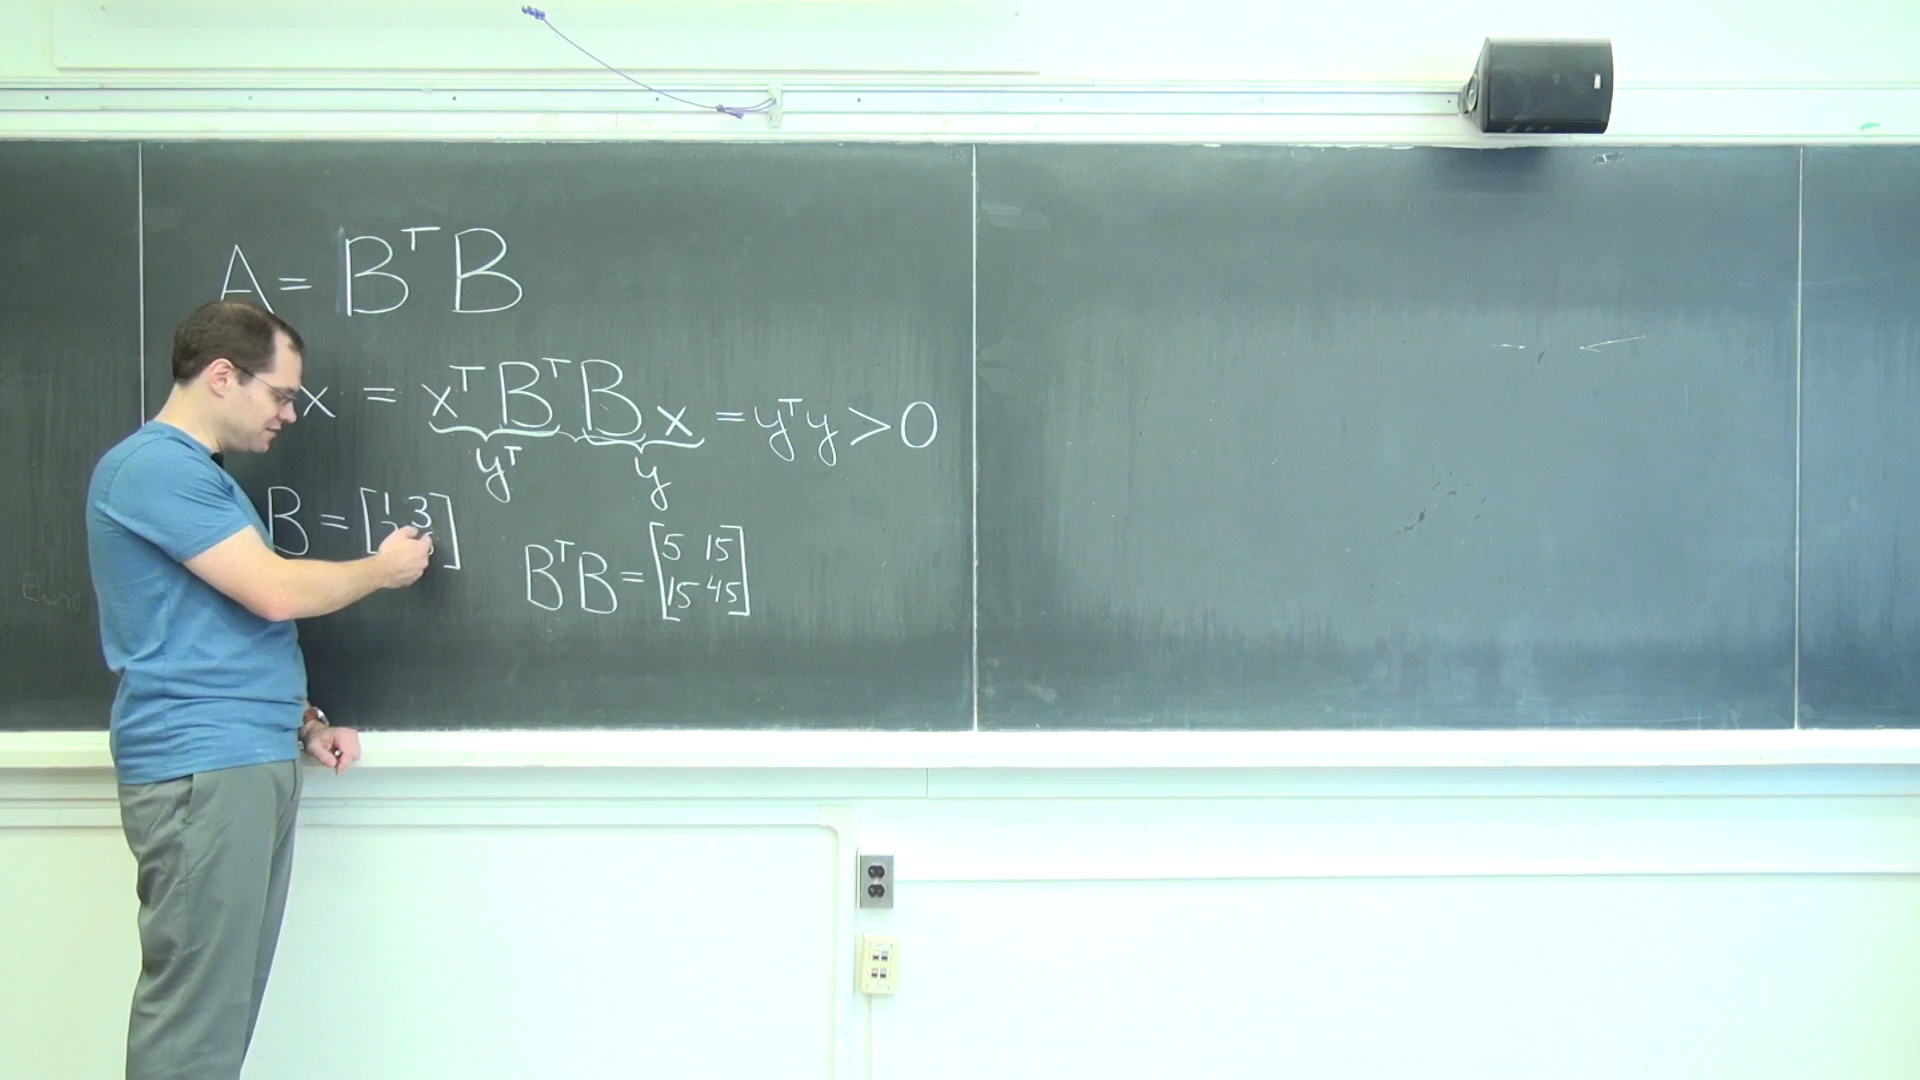 A = BᵀB
x = xᵀBᵀBx = yᵀy > 0
yᵀ y
B = [1 3
BᵀB = [5 15
15 45]